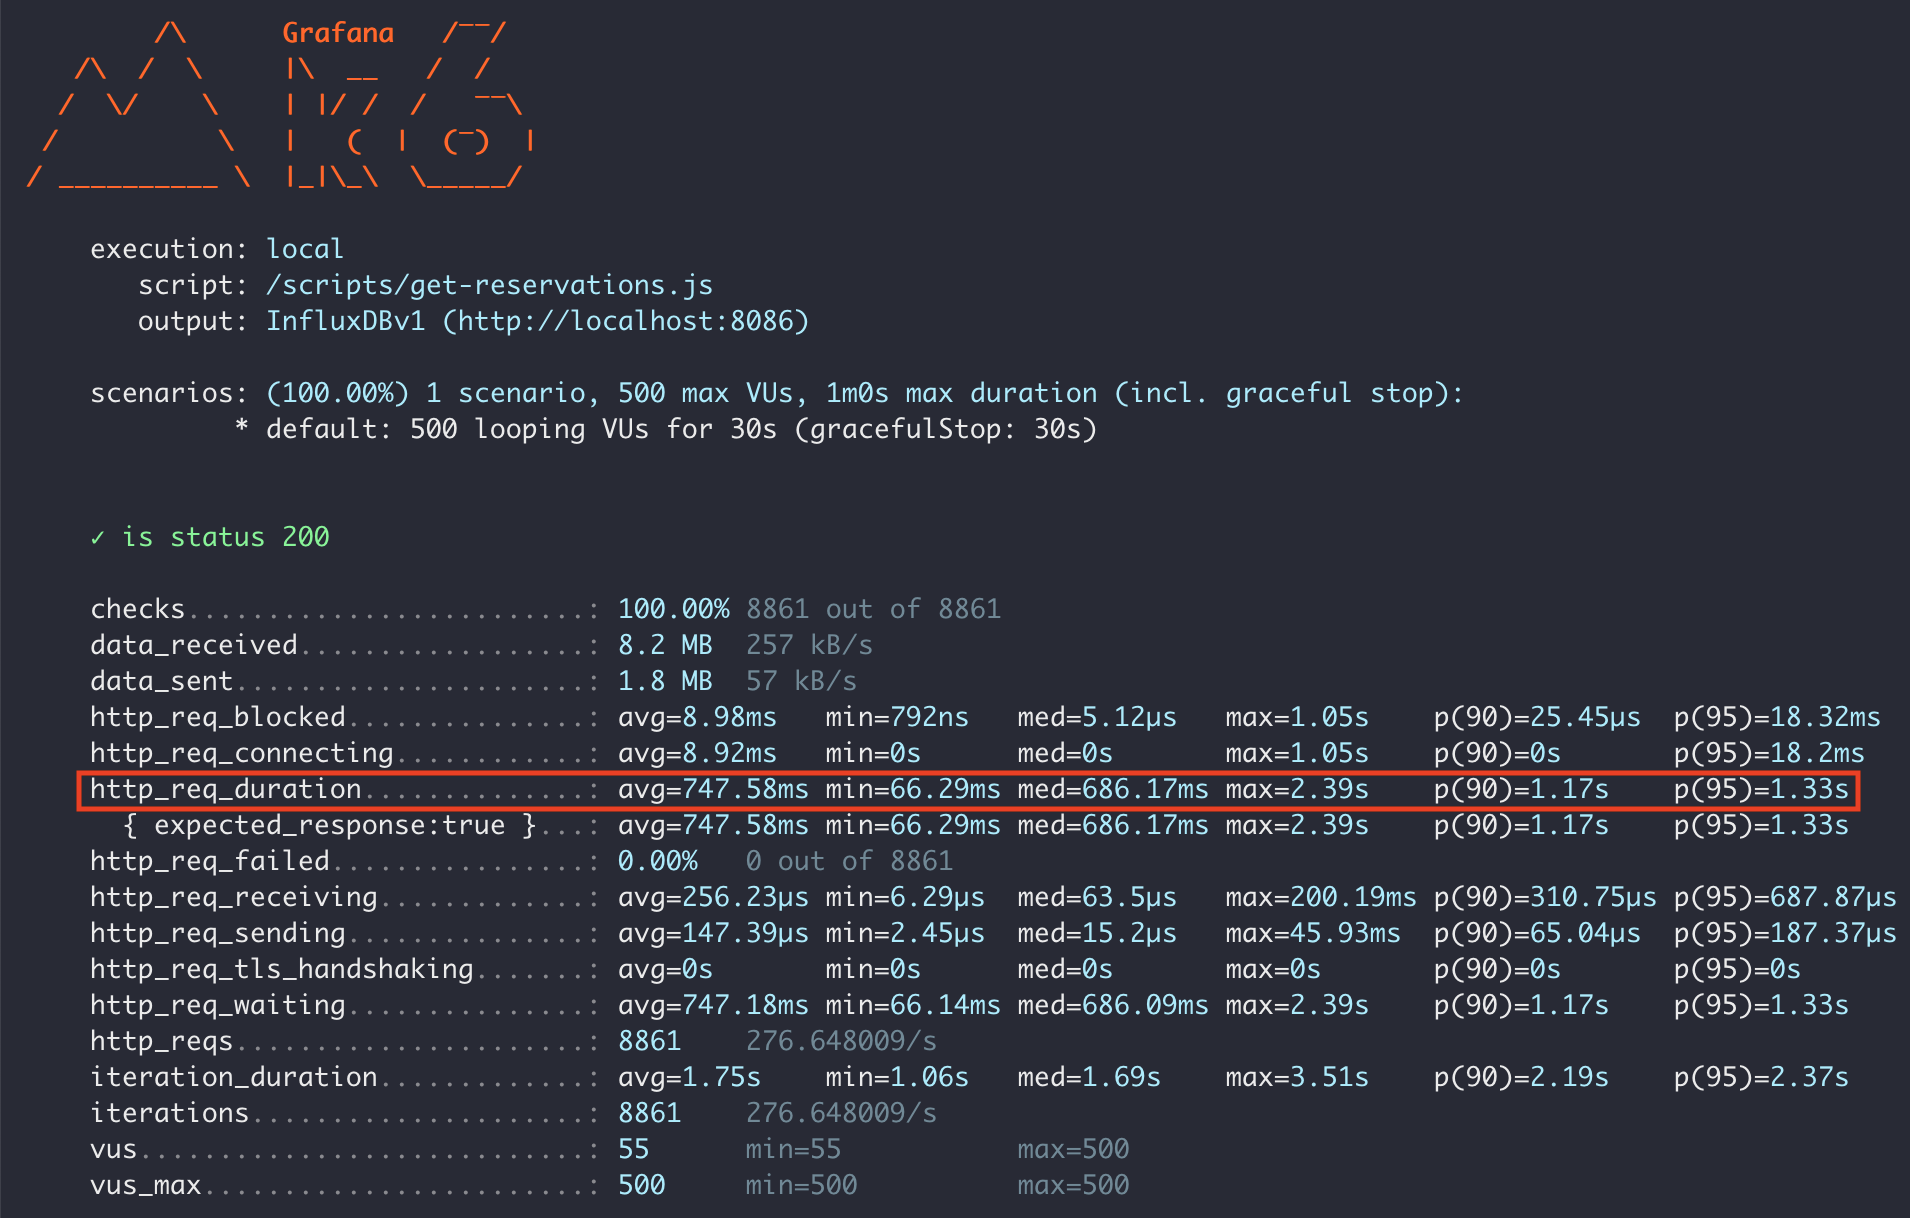 /\      Grafana   /‾‾/
    /\  /  \     |\  __   /  /
   /  \/    \    | |/ /  /   ‾‾\
  /          \   |   (  |  (‾)  |
 / __________ \  |_|\_\  \_____/
execution: local
script: /scripts/get-reservations.js
output: InfluxDBv1 (http://localhost:8086)
scenarios: (100.00%) 1 scenario, 500 max VUs, 1m0s max duration (incl. graceful stop):
* default: 500 looping VUs for 30s (gracefulStop: 30s)
✓ is status 200
checks.........................: 100.00% 8861 out of 8861
data_received..................: 8.2 MB  257 kB/s
data_sent......................: 1.8 MB  57 kB/s
http_req_blocked...............: avg=8.98ms   min=792ns   med=5.12µs   max=1.05s    p(90)=25.45µs  p(95)=18.32ms
http_req_connecting............: avg=8.92ms   min=0s      med=0s       max=1.05s    p(90)=0s       p(95)=18.2ms
http_req_duration..............: avg=747.58ms min=66.29ms med=686.17ms max=2.39s    p(90)=1.17s    p(95)=1.33s
{ expected_response:true }...: avg=747.58ms min=66.29ms med=686.17ms max=2.39s    p(90)=1.17s    p(95)=1.33s
http_req_failed................: 0.00%   0 out of 8861
http_req_receiving.............: avg=256.23µs min=6.29µs  med=63.5µs   max=200.19ms p(90)=310.75µs p(95)=687.87µs
http_req_sending...............: avg=147.39µs min=2.45µs  med=15.2µs   max=45.93ms  p(90)=65.04µs  p(95)=187.37µs
http_req_tls_handshaking.......: avg=0s       min=0s      med=0s       max=0s       p(90)=0s       p(95)=0s
http_req_waiting...............: avg=747.18ms min=66.14ms med=686.09ms max=2.39s    p(90)=1.17s    p(95)=1.33s
http_reqs......................: 8861    276.648009/s
iteration_duration.............: avg=1.75s    min=1.06s   med=1.69s    max=3.51s    p(90)=2.19s    p(95)=2.37s
iterations.....................: 8861    276.648009/s
vus............................: 55      min=55           max=500
vus_max........................: 500     min=500          max=500